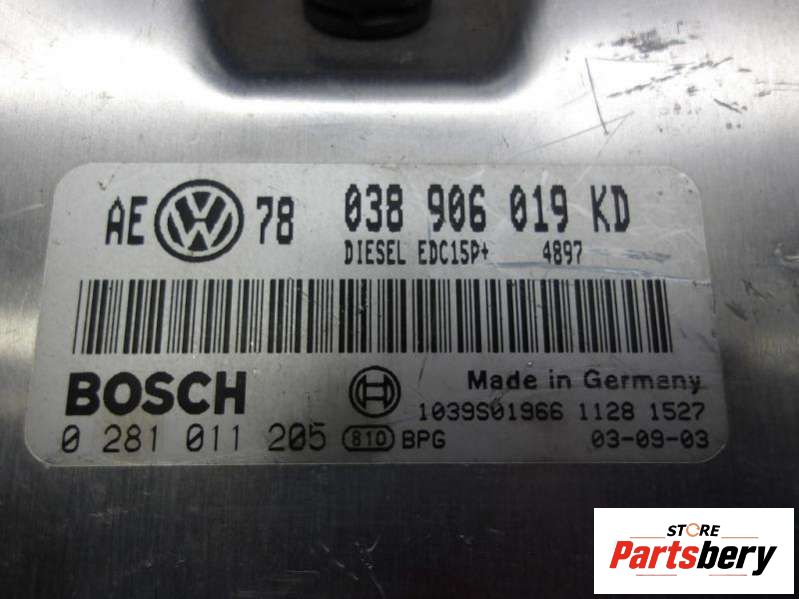 AE VW 78 038 906 019 KD
DIESEL EDC15P+ 4897
BOSCH Made in Germany
1039S01966 1128 1527
0 281 011 205 810 BPG 03-09-03
STORE
Partsbery